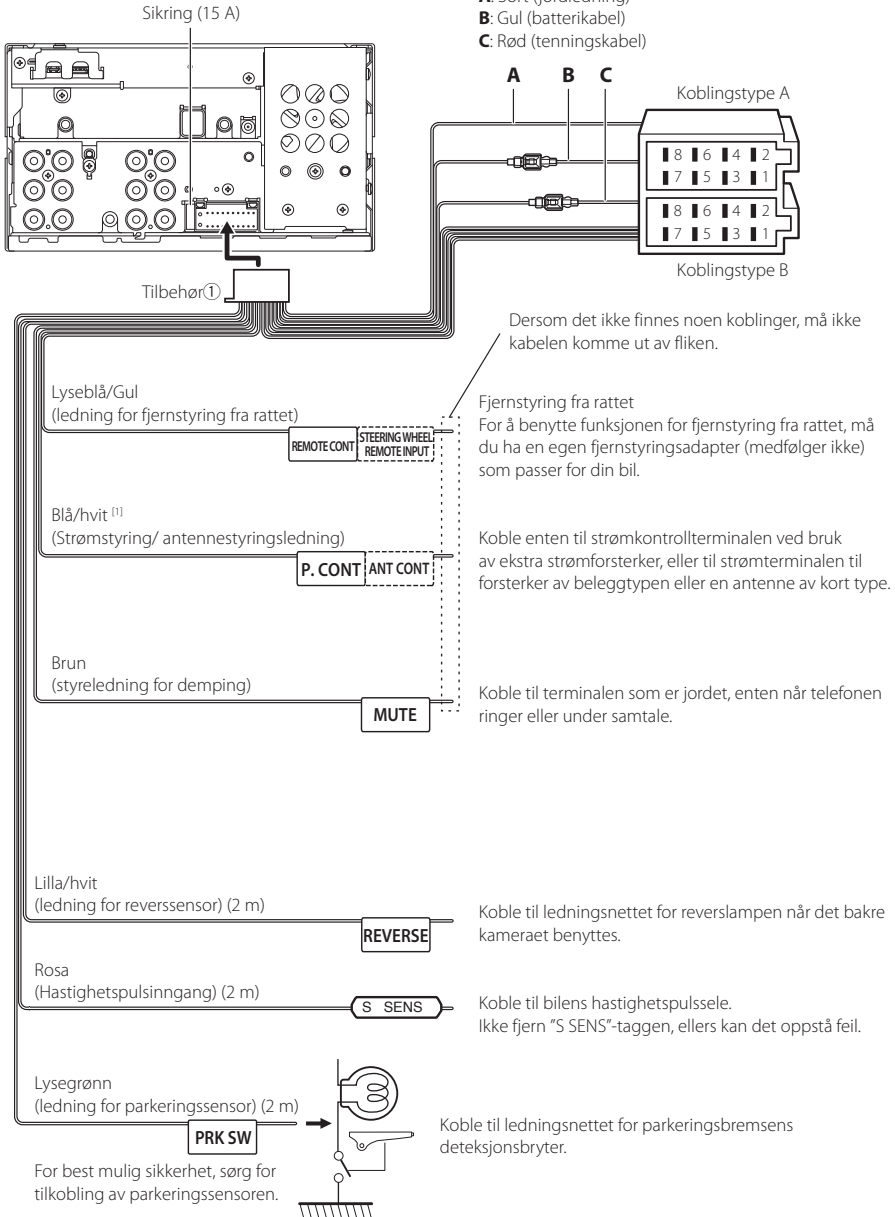 Sikring (15 A)
A: Sort (jordledning)
B: Gul (batterikabel)
C: Rød (tenningskabel)
A B C
Koblingstype A
8 6 4 2
7 5 3 1
8 6 4 2
7 5 3 1
Koblingstype B
Tilbehør①
Dersom det ikke finnes noen koblinger, må ikke
kabelen komme ut av fliken.
Lyseblå/Gul
(ledning for fjernstyring fra rattet)
REMOTE CONT
STEERING WHEEL
REMOTE INPUT
Fjernstyring fra rattet
For å benytte funksjonen for fjernstyring fra rattet, må
du ha en egen fjernstyringsadapter (medfølger ikke)
som passer for din bil.
Blå/hvit [1]
(Strømstyring/ antennestyringsledning)
P. CONT ANT CONT
Koble enten til strømkontrollterminalen ved bruk
av ekstra strømforsterker, eller til strømterminalen til
forsterker av beleggtypen eller en antenne av kort type.
Brun
(styreledning for demping)
MUTE
Koble til terminalen som er jordet, enten når telefonen
ringer eller under samtale.
Lilla/hvit
(ledning for reverssensor) (2 m)
REVERSE
Koble til ledningsnettet for reverslampen når det bakre
kameraet benyttes.
Rosa
(Hastighetspulsinngang) (2 m)
S SENS
Koble til bilens hastighetspulssele.
Ikke fjern "S SENS"-taggen, ellers kan det oppstå feil.
Lysegrønn
(ledning for parkeringssensor) (2 m)
PRK SW
Koble til ledningsnettet for parkeringsbremsens
deteksjonsbryter.
For best mulig sikkerhet, sørg for
tilkobling av parkeringssensoren.